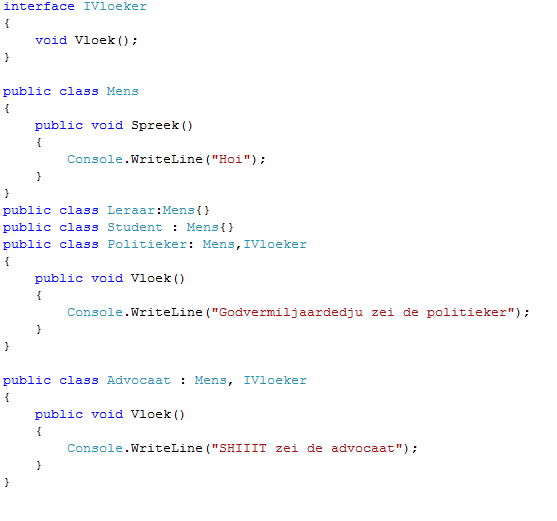 interface IVloeker
{
    void Vloek();
}

public class Mens
{
    public void Spreek()
    {
        Console.WriteLine("Hoi");
    }
}
public class Leraar:Mens{}
public class Student : Mens{}
public class Politieker: Mens,IVloeker
{
    public void Vloek()
    {
        Console.WriteLine("Godvermiljaardedju zei de politieker");
    }
}

public class Advocaat : Mens, IVloeker
{
    public void Vloek()
    {
        Console.WriteLine("SHIIIT zei de advocaat");
    }
}